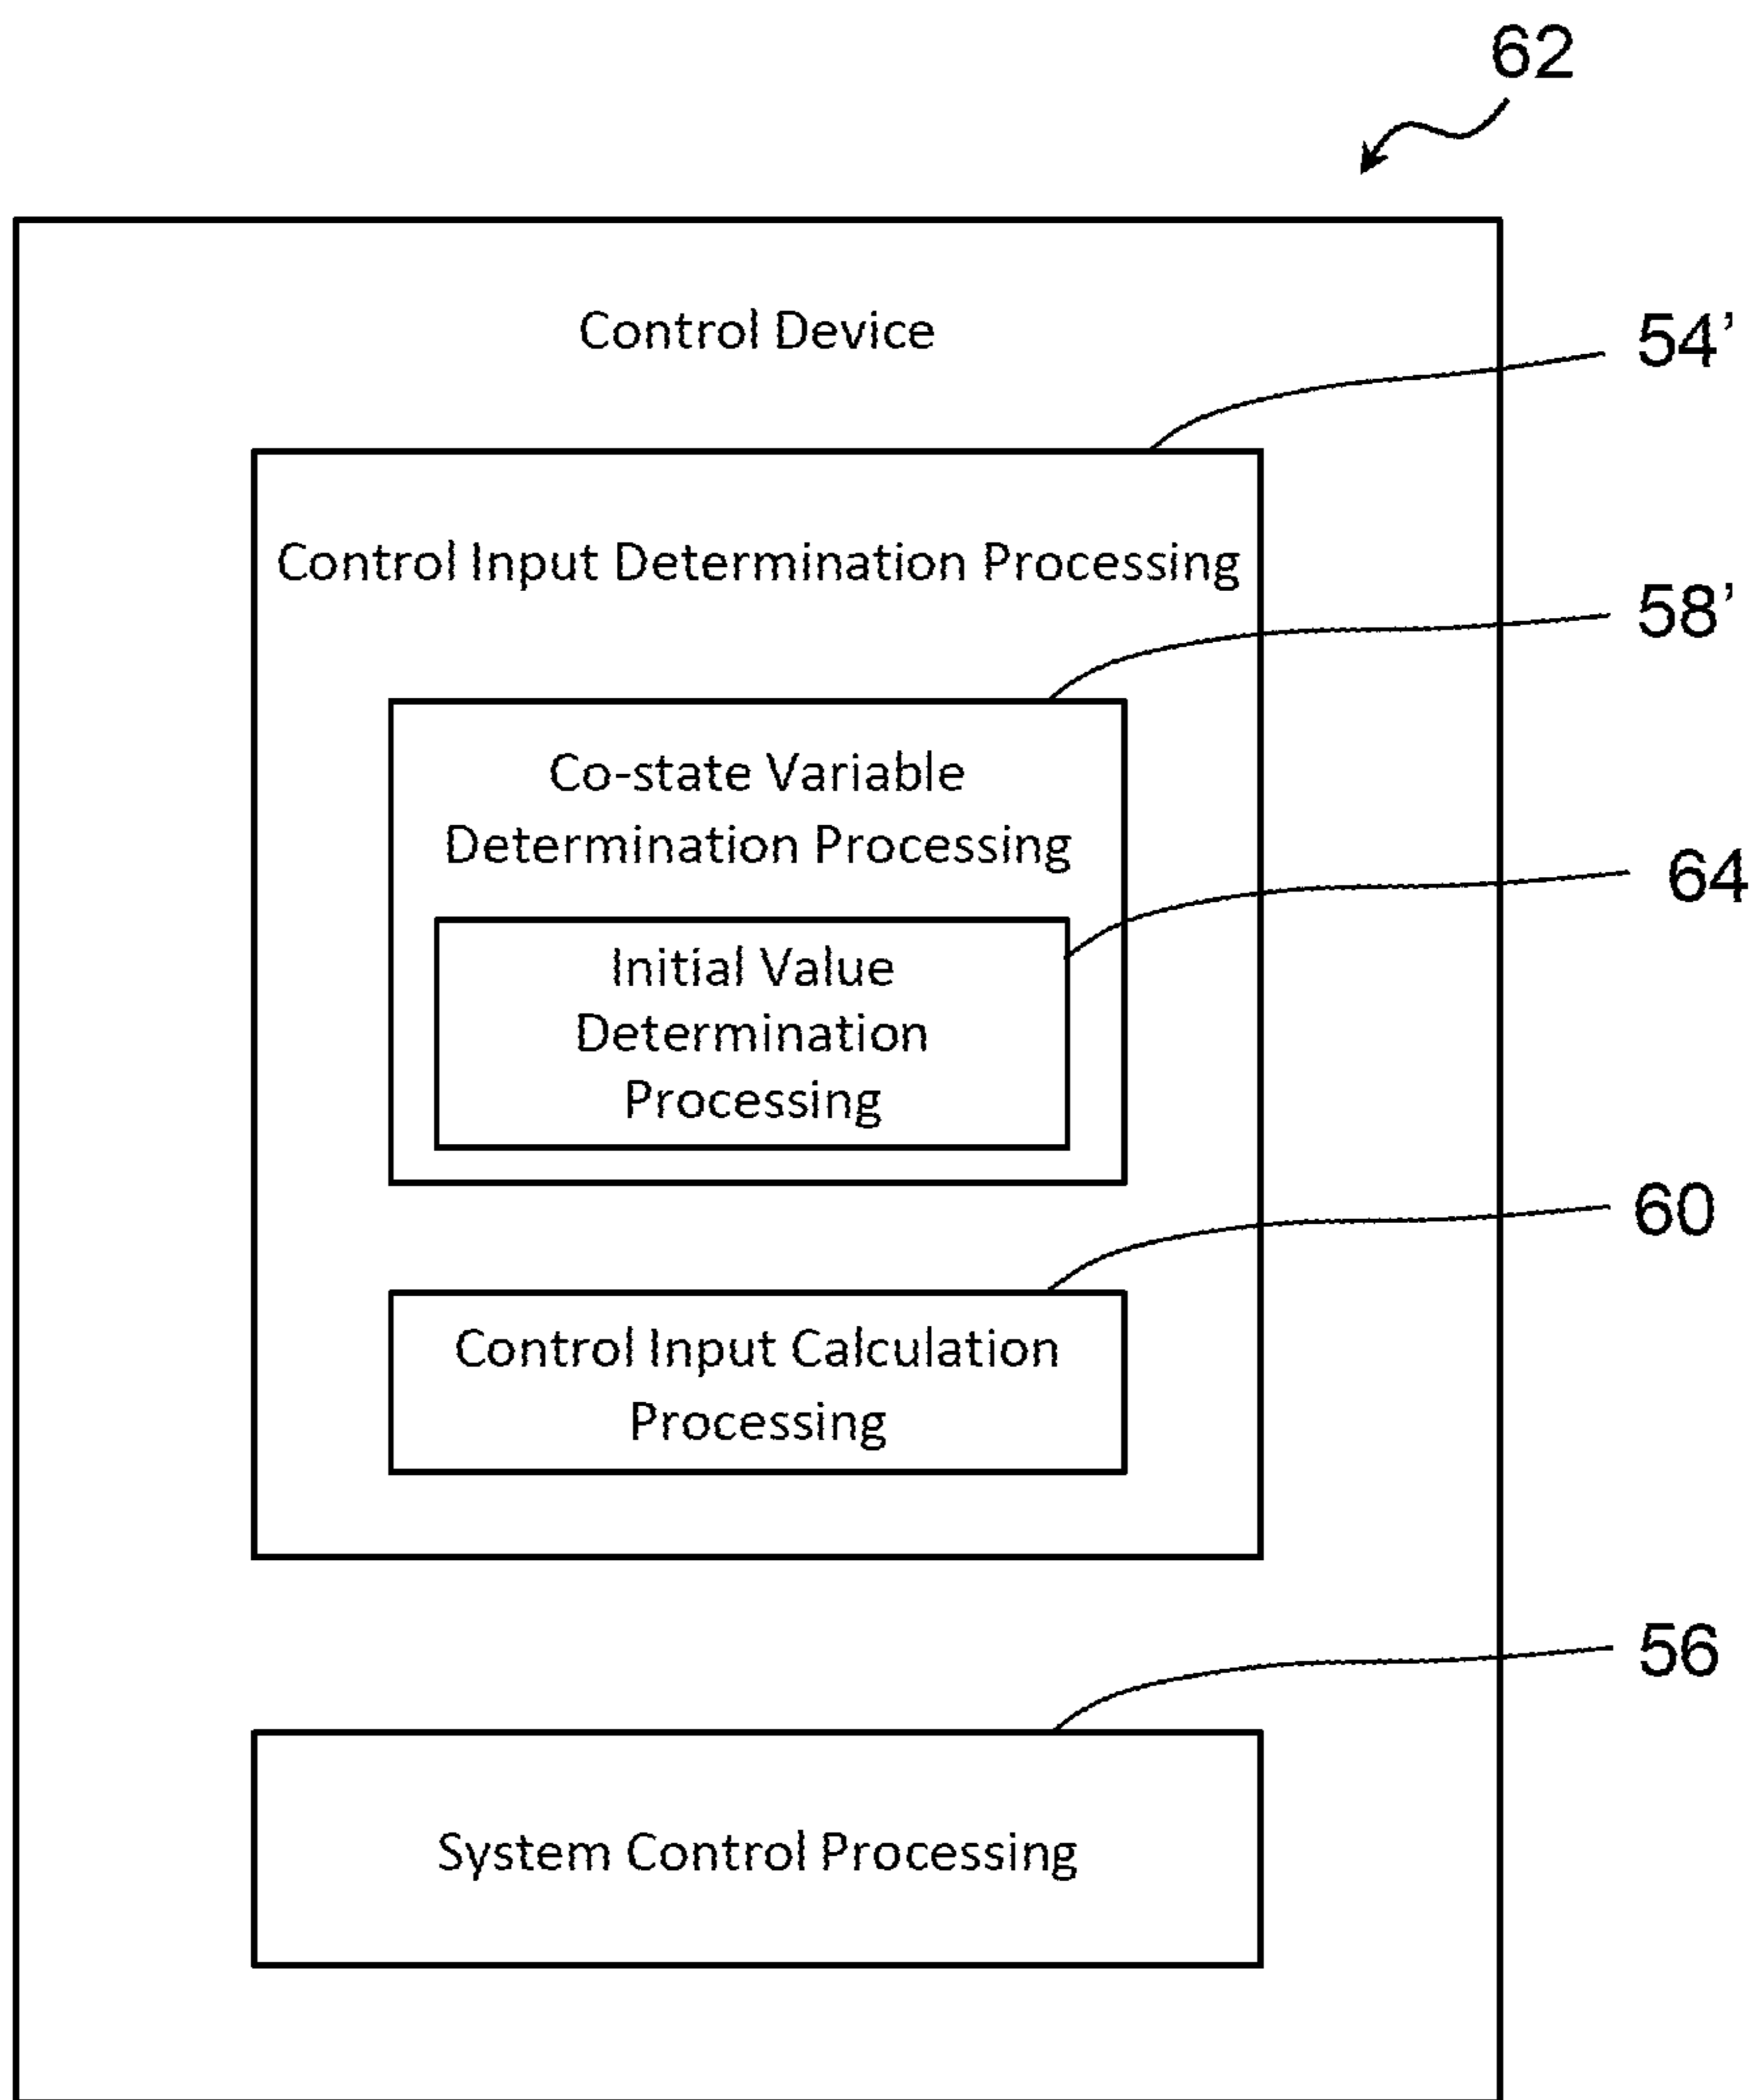 62
Control Device
54’
Control Input Determination Processing
58’
Co-state Variable
Determination Processing
64
Initial Value
Determination
Processing
60
Control Input Calculation
Processing
56
System Control Processing